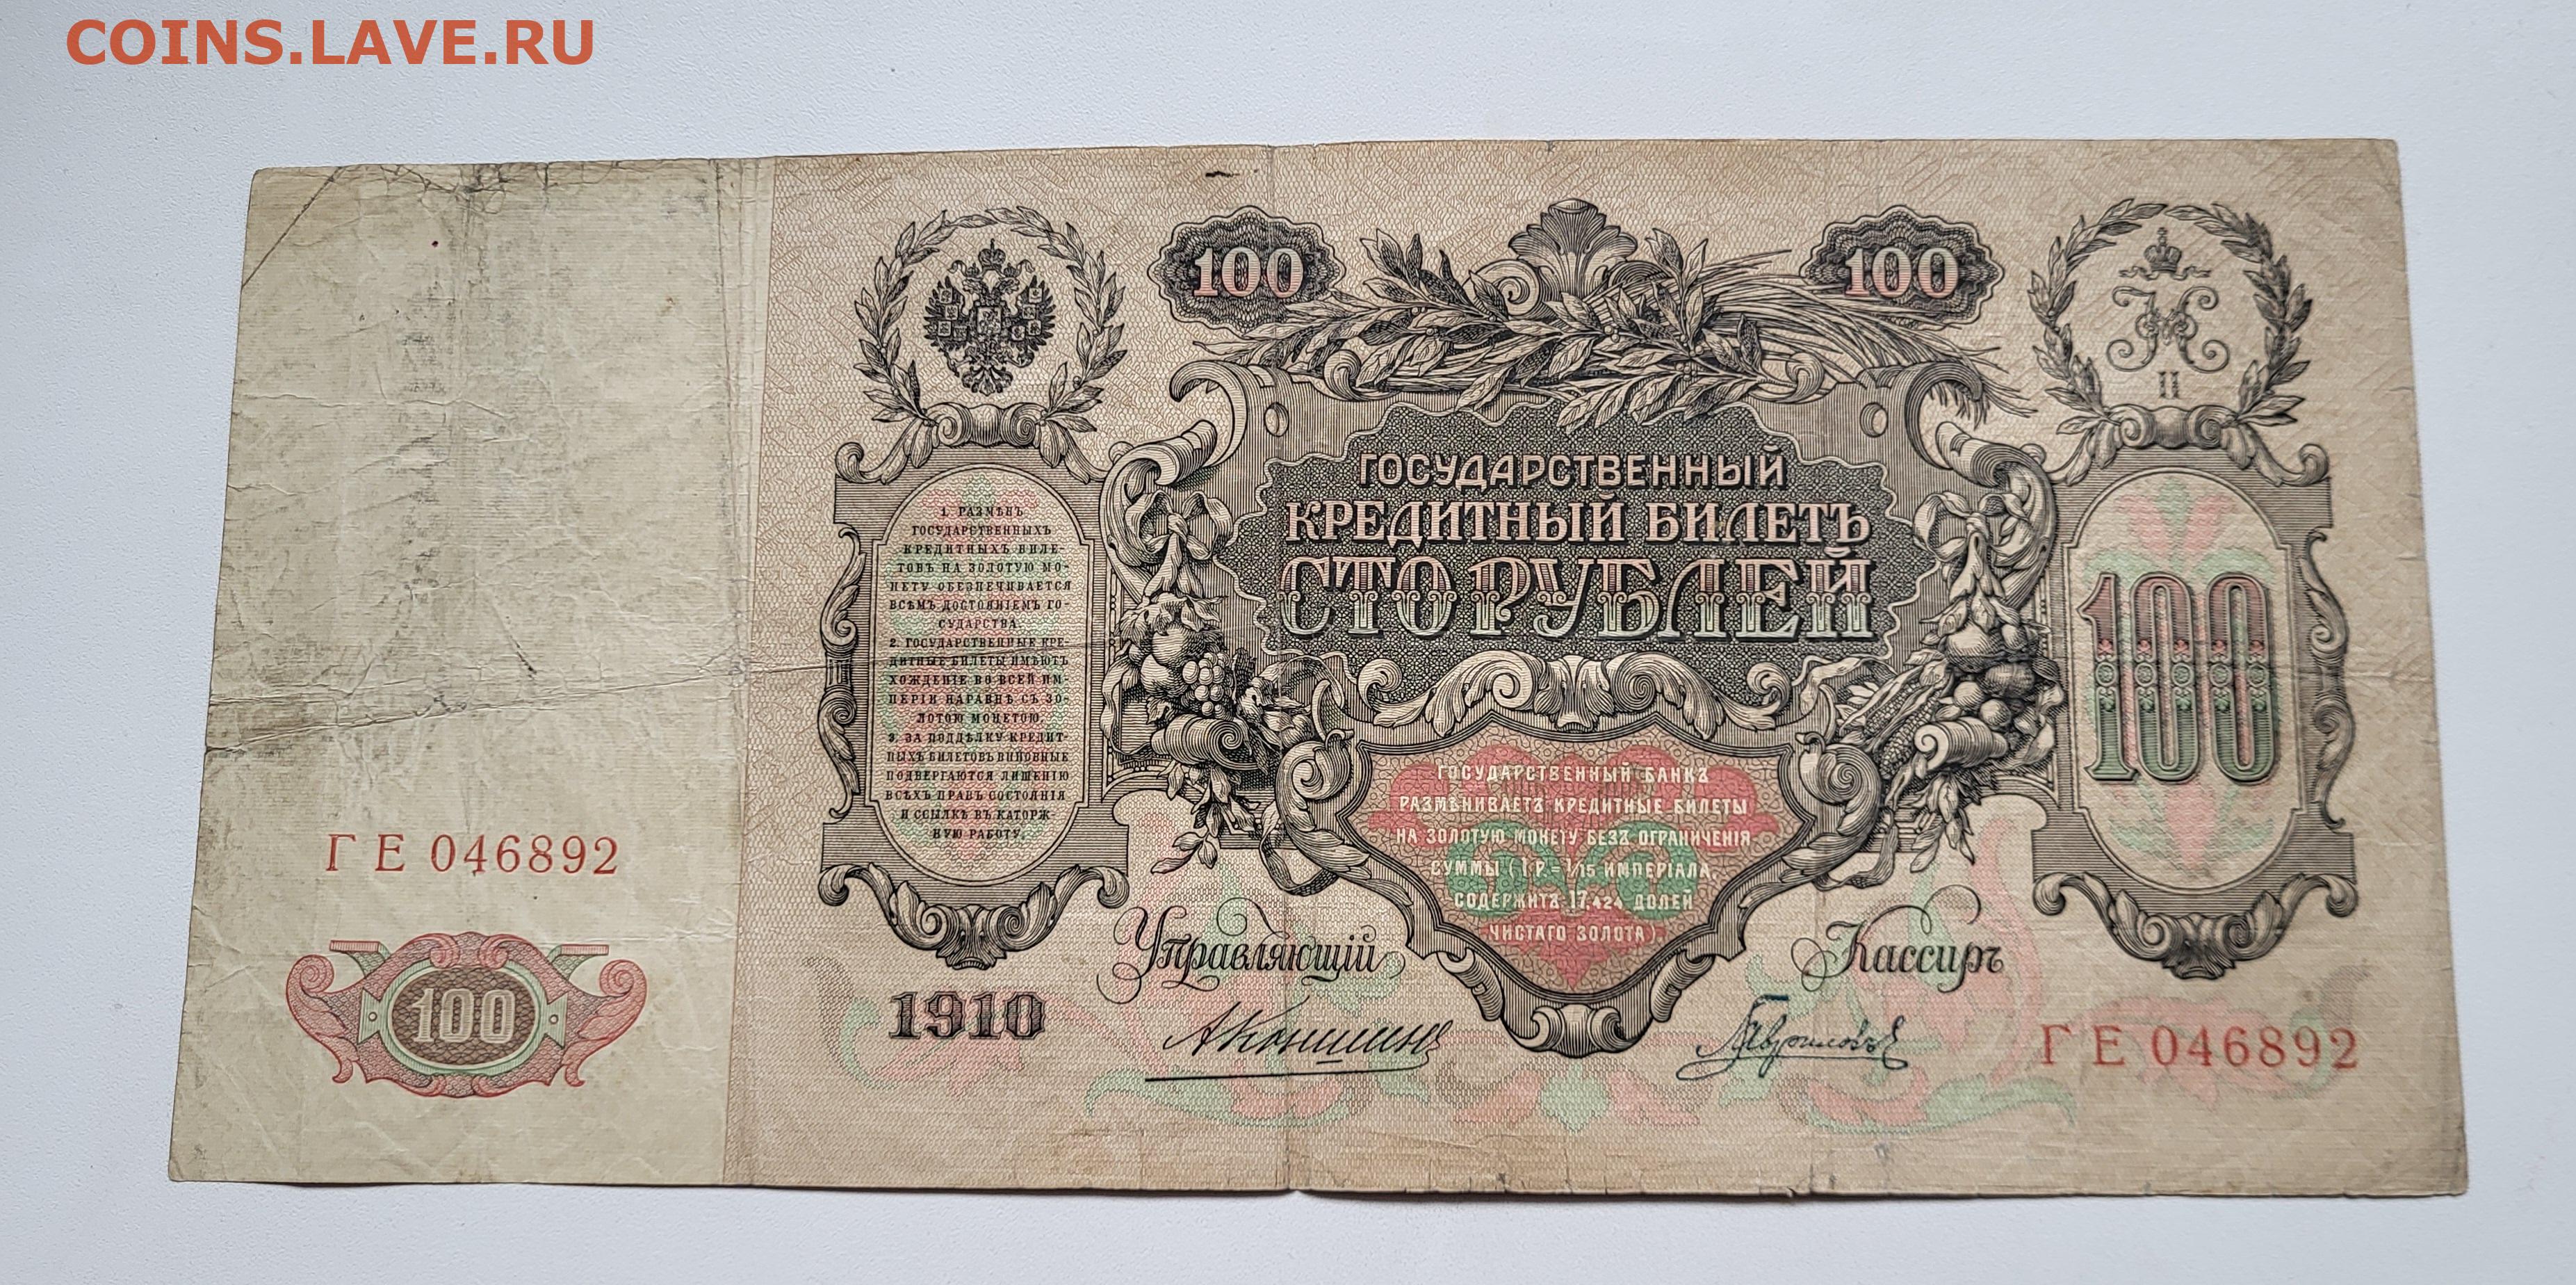 COINS.LAVE.RU
100
100
II
ГОСУДАРСТВЕННЫЙ
КРЕДИТНЫЙ БИЛЕТЪ
СТО РУБЛЕЙ
1. РАЗМѢНЪ
ГОСУДАРСТВЕННЫХЪ
КРЕДИТНЫХЪ БИЛЕ-
ТОВЪ НА ЗОЛОТУЮ МО-
НЕТУ ОБЕЗПЕЧИВАЕТСЯ
ВСѢМЪ ДОСТОЯНІЕМЪ ГО-
СУДАРСТВА.
2. ГОСУДАРСТВЕННЫЕ КРЕ-
ДИТНЫЕ БИЛЕТЫ ИМѢЮТЪ
ХОЖДЕНІЕ ВО ВСЕЙ ИМ-
ПЕРІИ НАРАВНѢ СЪ ЗО-
ЛОТОЮ МОНЕТОЮ.
3. ЗА ПОДДѢЛКУ КРЕДИТ-
НЫХЪ БИЛЕТОВЪ ВИНОВНЫЕ
ПОДВЕРГАЮТСЯ ЛИШЕНІЮ
ВСѢХЪ ПРАВЪ СОСТОЯНІЯ
И ССЫЛКѢ ВЪ КАТОРЖ-
НУЮ РАБОТУ.
100
ГОСУДАРСТВЕННЫЙ БАНКЪ
РАЗМѢНИВАЕТЪ КРЕДИТНЫЕ БИЛЕТЫ
НА ЗОЛОТУЮ МОНЕТУ БЕЗЪ ОГРАНИЧЕНІЯ
СУММЫ (1 Р. = 1/15 ИМПЕРІАЛА,
СОДЕРЖИТЪ 17,424 ДОЛЕЙ
ЧИСТАГО ЗОЛОТА).
ГЕ 046892
100
1910
Управляющій
АКоншинъ
Кассиръ
Гавриловъ
ГЕ 046892